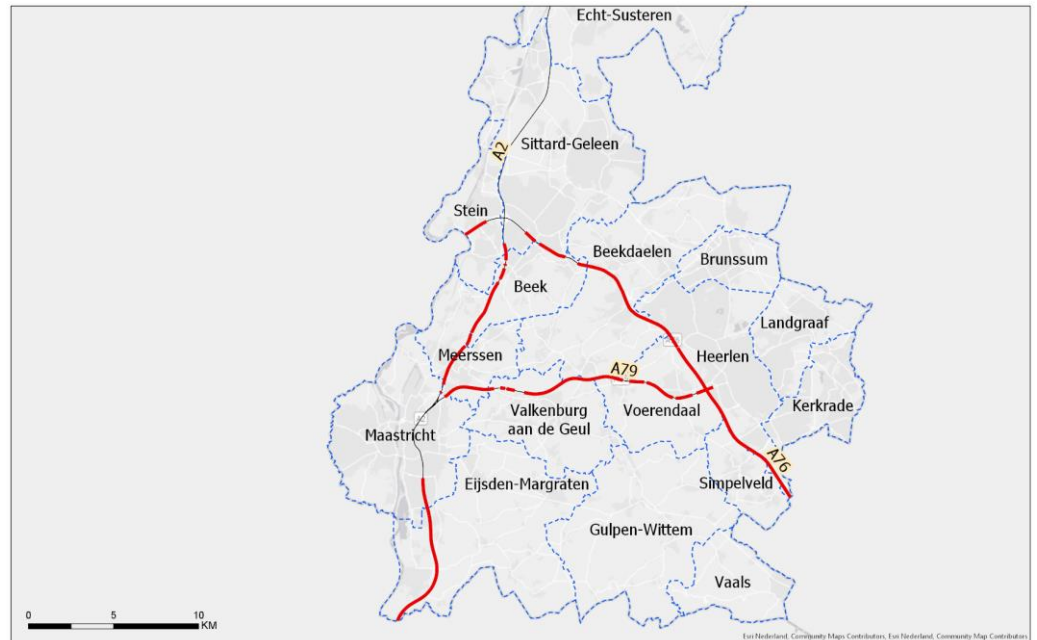 Echt-Susteren
Sittard-Geleen
A2
Stein
Beekdaelen
Brunssum
Beek
Landgraaf
Meerssen
Heerlen
A79
Kerkrade
Valkenburg
aan de Geul
Voerendaal
Maastricht
A76
Eijsden-Margraten
Simpelveld
Gulpen-Wittem
Vaals
0 5 10
KM
Esri Nederland, Community Maps Contributors, Esri Nederland, Community Map Contributors